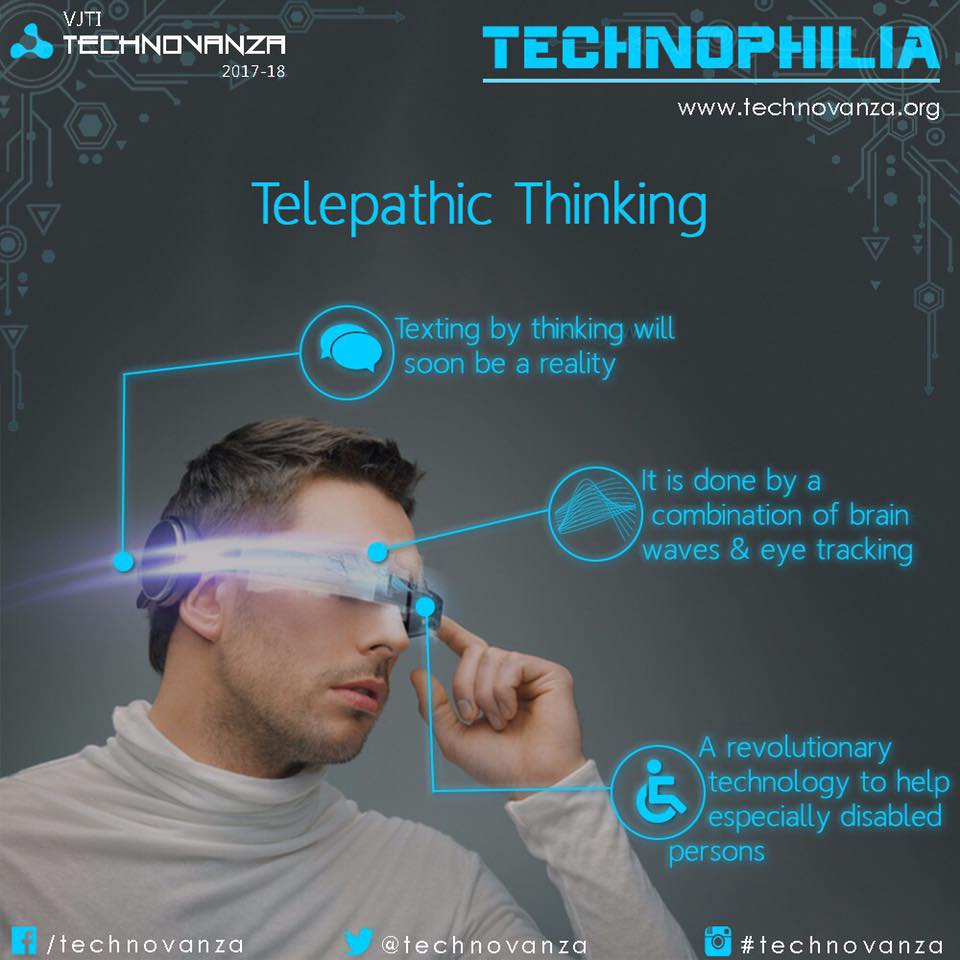 VJTI
TECHNOVANZA
2017-18
TECHNOPHILIA
www.technovanza.org
Telepathic Thinking
Texting by thinking will
soon be a reality
It is done by a
combination of brain
waves & eye tracking
A revolutionary
technology to help
especially disabled
persons
/technovanza
@technovanza
#technovanza